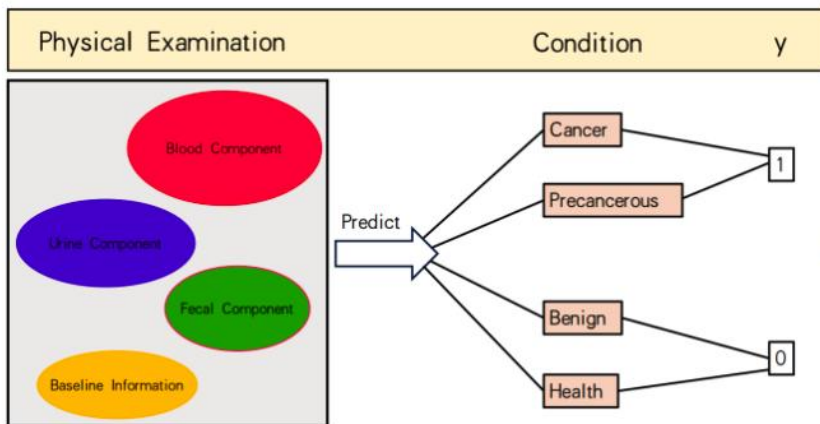 Physical Examination Condition y
Blood Component
Urine Component
Fecal Component
Baseline Information
Predict
Cancer
Precancerous
Benign
Health
1
0